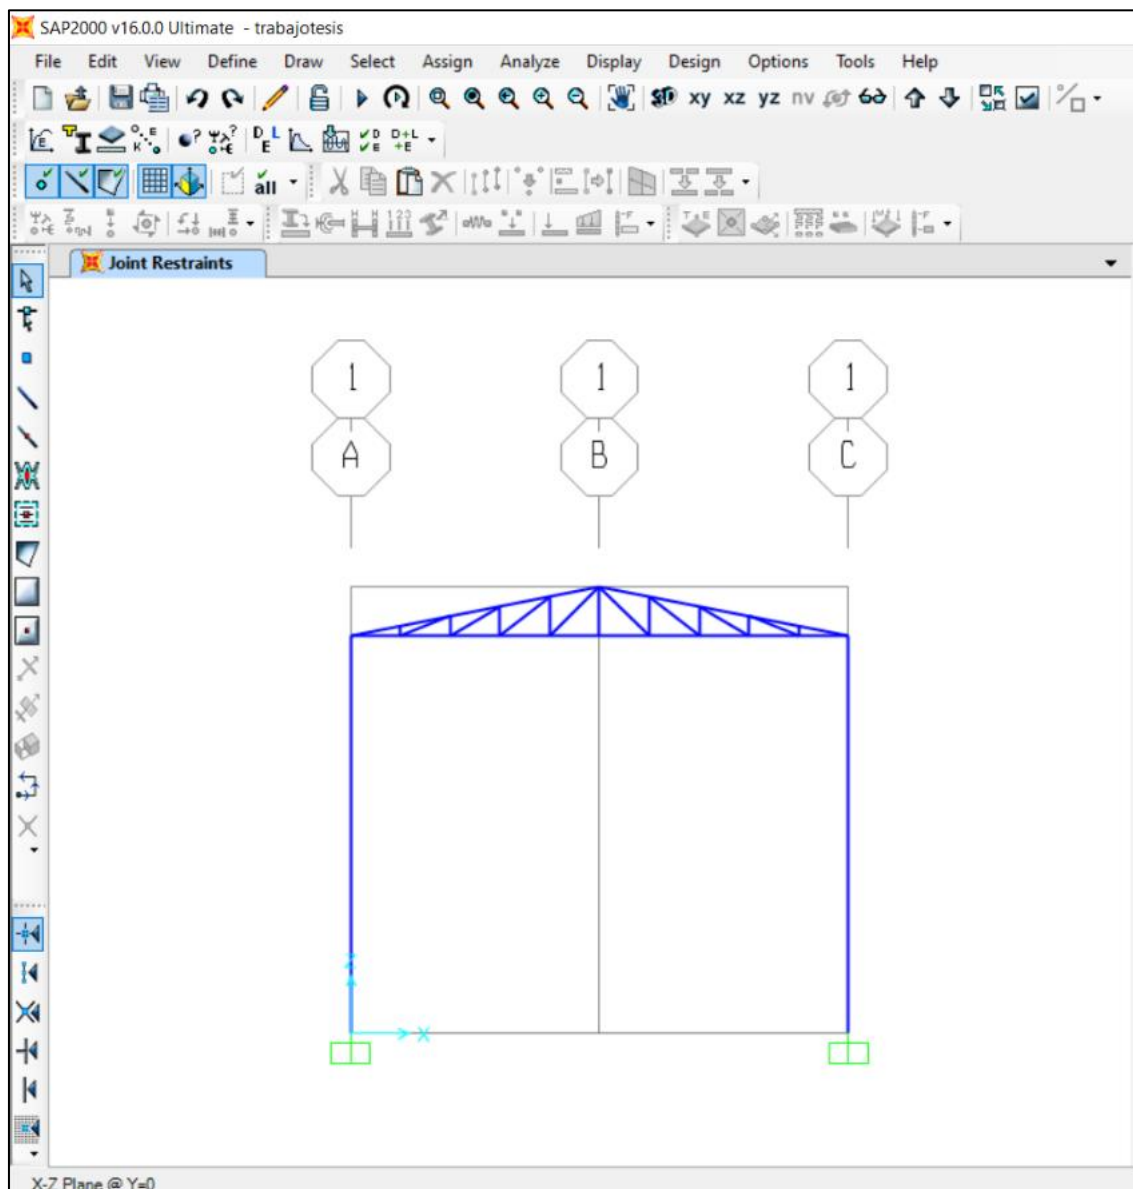 SAP2000 v16.0.0 Ultimate - trabajotesis
File Edit View Define Draw Select Assign Analyze Display Design Options Tools Help
3D xy xz yz nv
all
Joint Restraints
1 1 1
A B C
Z
X
X-Z Plane @ Y=0